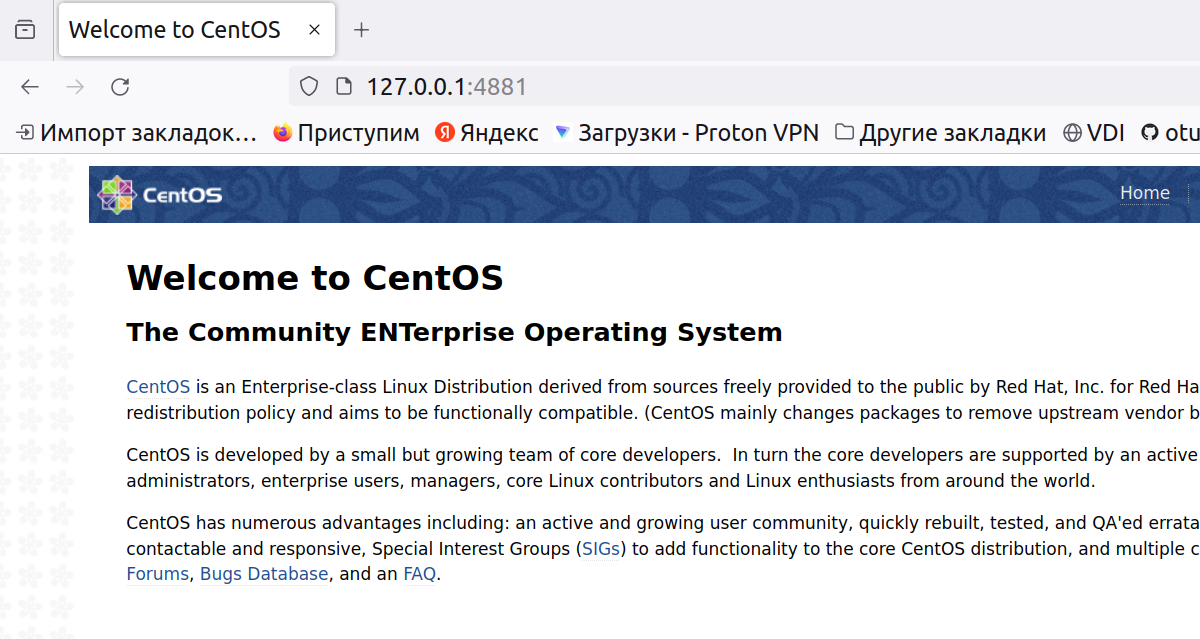 Welcome to CentOS
127.0.0.1:4881
Импорт закладок... Приступим Яндекс Загрузки - Proton VPN Другие закладки VDI otu
CentOS Home
Welcome to CentOS
The Community ENTerprise Operating System
CentOS is an Enterprise-class Linux Distribution derived from sources freely provided to the public by Red Hat, Inc. for Red Ha
redistribution policy and aims to be functionally compatible. (CentOS mainly changes packages to remove upstream vendor b
CentOS is developed by a small but growing team of core developers.  In turn the core developers are supported by an active
administrators, enterprise users, managers, core Linux contributors and Linux enthusiasts from around the world.
CentOS has numerous advantages including: an active and growing user community, quickly rebuilt, tested, and QA'ed errata
contactable and responsive, Special Interest Groups (SIGs) to add functionality to the core CentOS distribution, and multiple c
Forums, Bugs Database, and an FAQ.